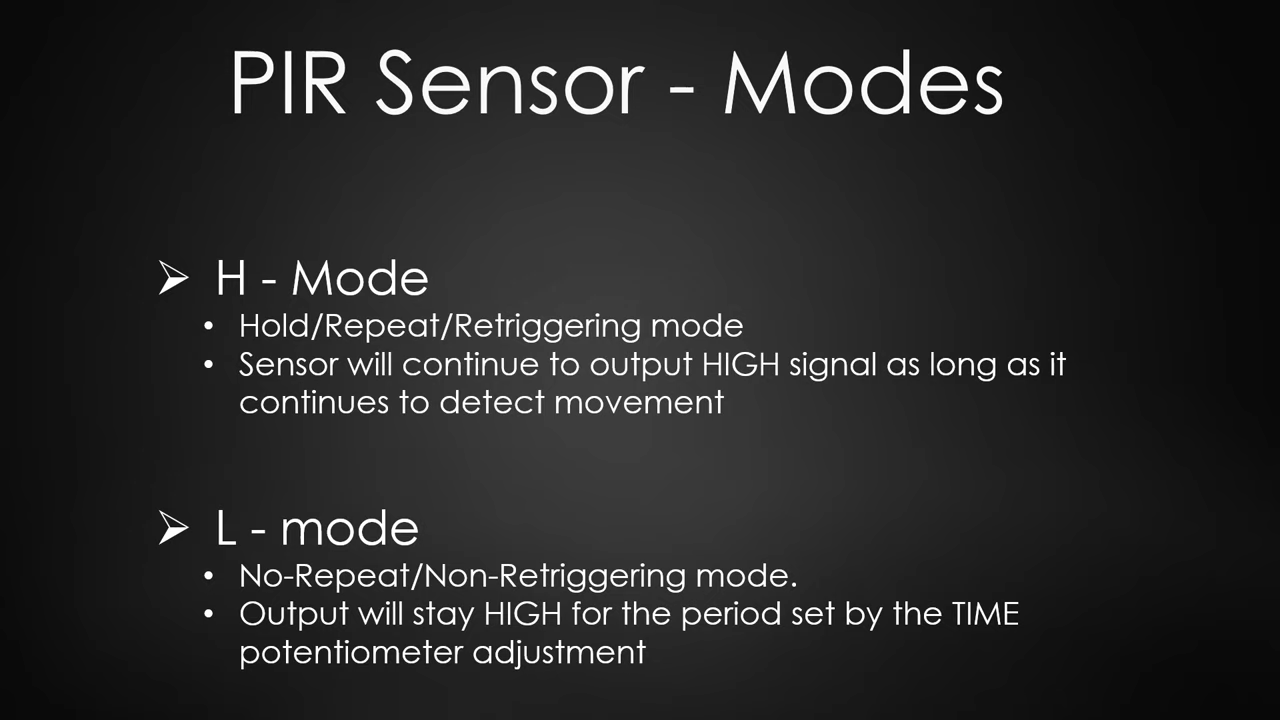 PIR Sensor - Modes
➢ H - Mode
• Hold/Repeat/Retriggering mode
• Sensor will continue to output HIGH signal as long as it
continues to detect movement
➢ L - mode
• No-Repeat/Non-Retriggering mode.
• Output will stay HIGH for the period set by the TIME
potentiometer adjustment